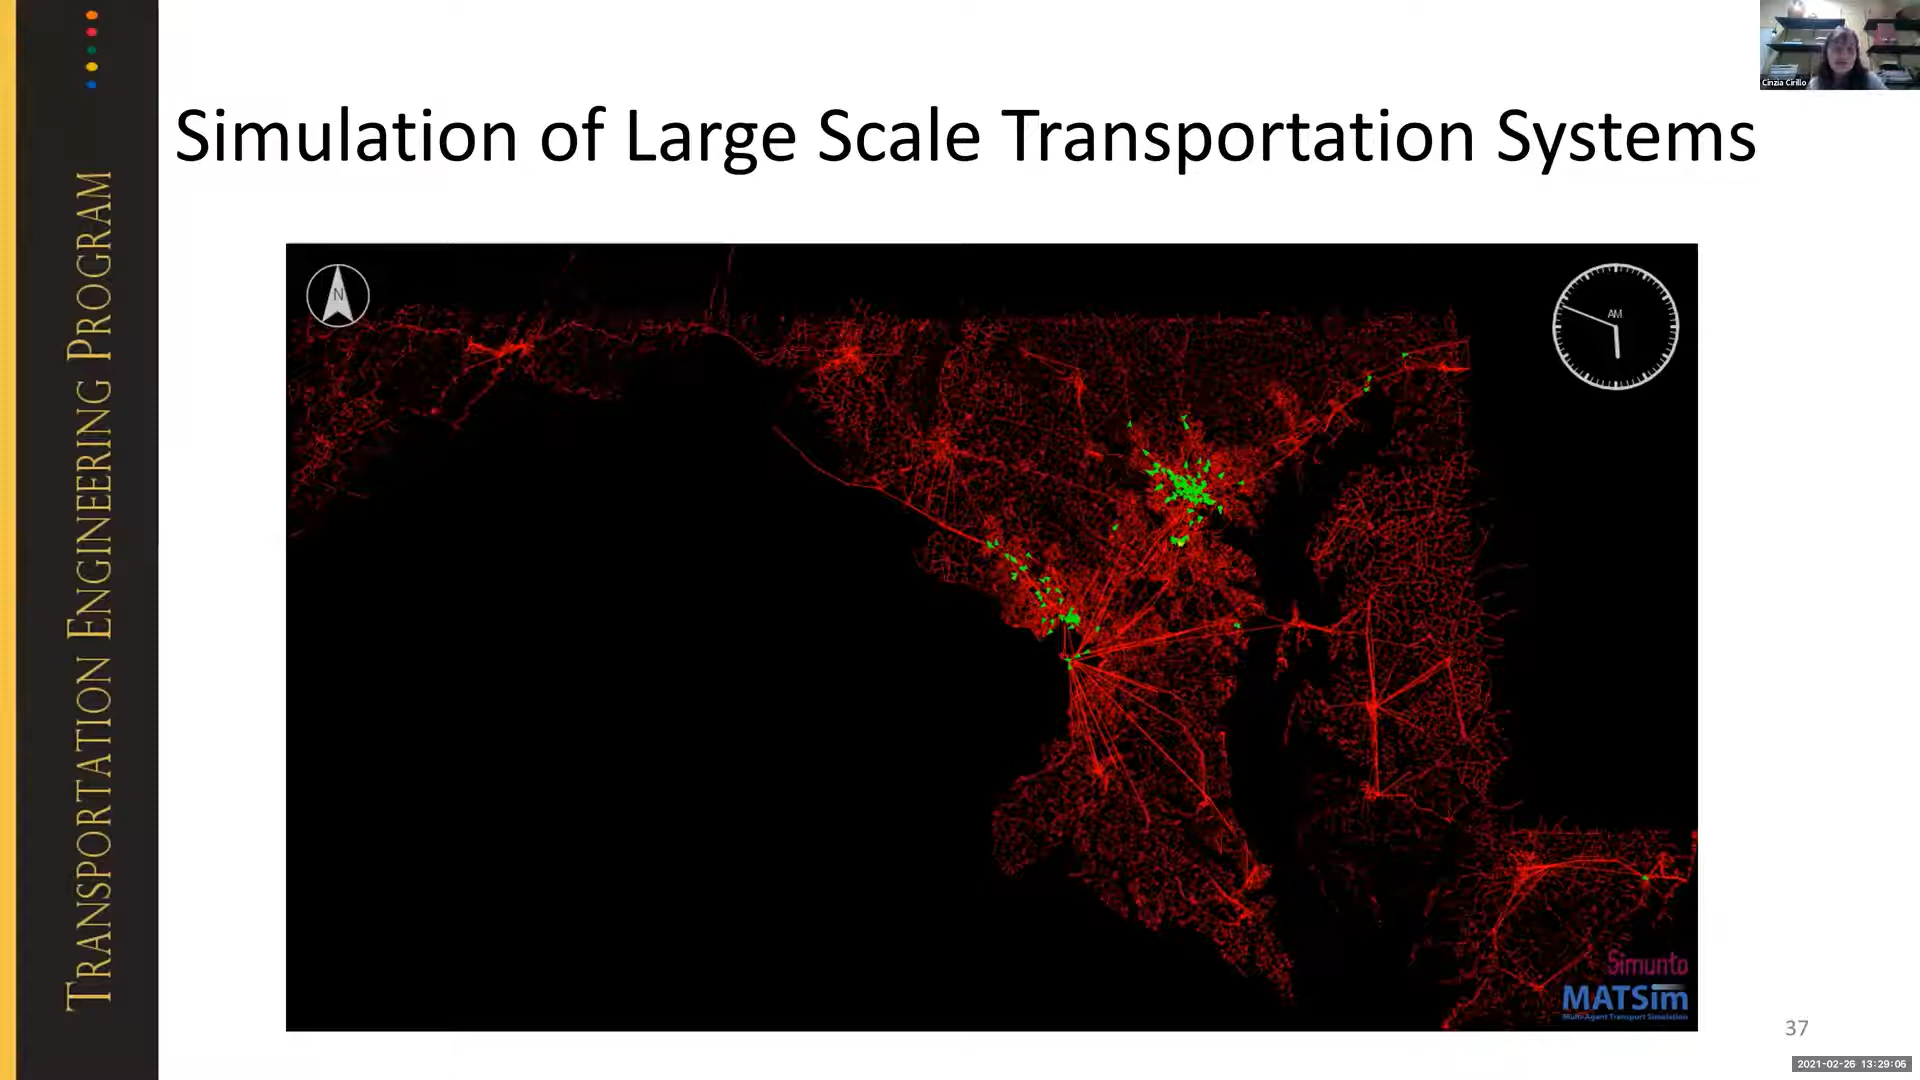 Cinzia Cirillo
Simulation of Large Scale Transportation Systems
TRANSPORTATION ENGINEERING PROGRAM
N
AM
Simunto
MATSim
Multi-Agent Transport Simulation
37
2021-02-26 13:29:05